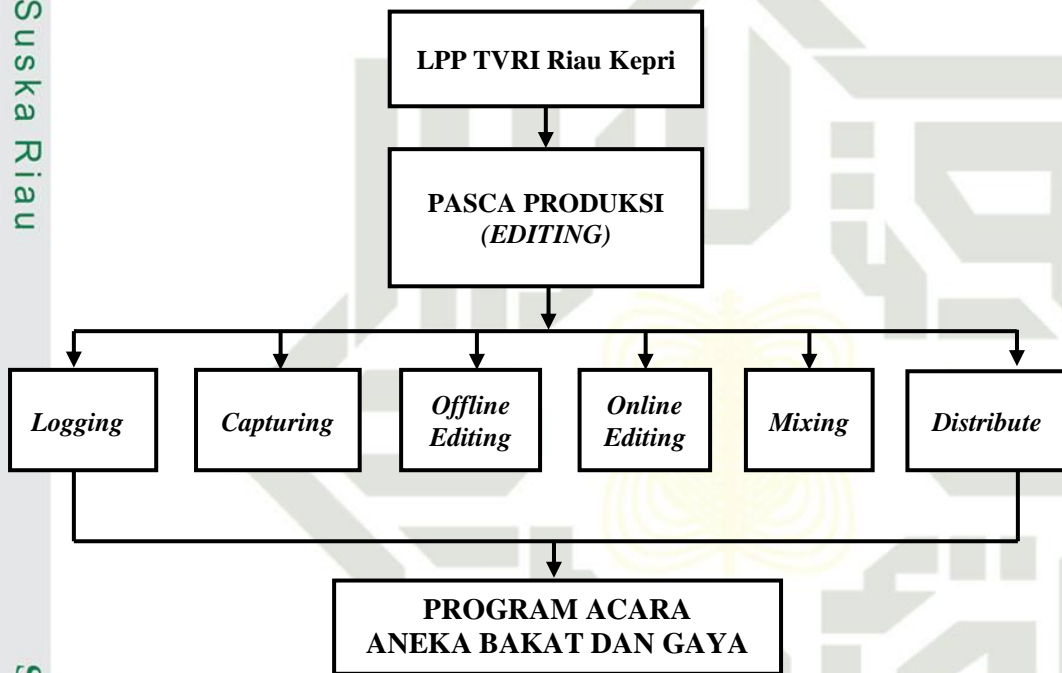 Suska Riau
LPP TVRI Riau Kepri
PASCA PRODUKSI
(EDITING)
Logging
Capturing
Offline
Editing
Online
Editing
Mixing
Distribute
PROGRAM ACARA
ANEKA BAKAT DAN GAYA